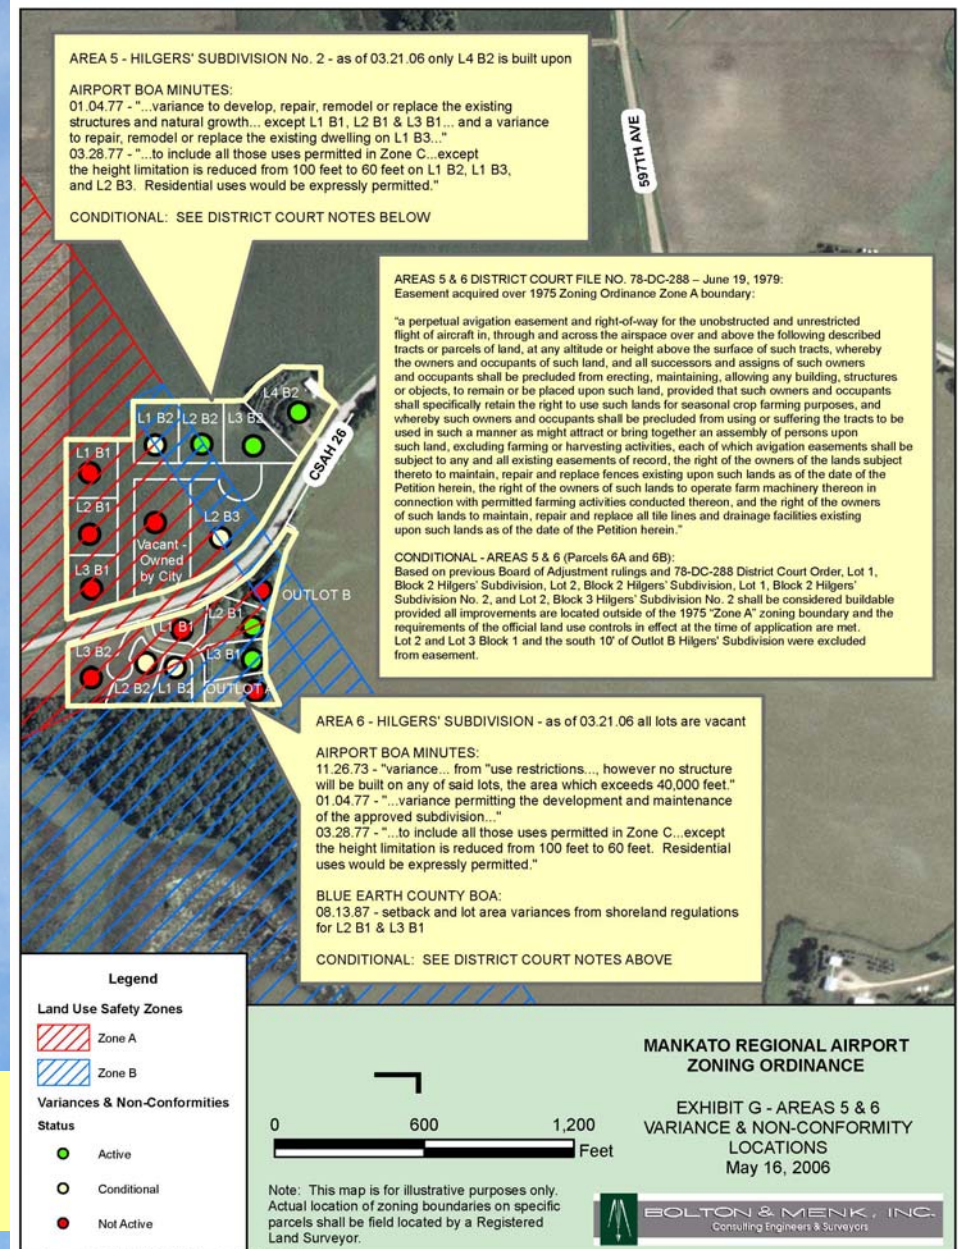 AREA 5 - HILGERS' SUBDIVISION No. 2 - as of 03.21.06 only L4 B2 is built upon
AIRPORT BOA MINUTES:
01.04.77 - "...variance to develop, repair, remodel or replace the existing
structures and natural growth... except L1 B1, L2 B1 & L3 B1... and a variance
to repair, remodel or replace the existing dwelling on L1 B3..."
03.28.77 - "...to include all those uses permitted in Zone C...except
the height limitation is reduced from 100 feet to 60 feet on L1 B2, L1 B3,
and L2 B3. Residential uses would be expressly permitted."
CONDITIONAL: SEE DISTRICT COURT NOTES BELOW
597TH AVE
AREAS 5 & 6 DISTRICT COURT FILE NO. 78-DC-288 – June 19, 1979:
Easement acquired over 1975 Zoning Ordinance Zone A boundary:
"a perpetual avigation easement and right-of-way for the unobstructed and unrestricted
flight of aircraft in, through and across the airspace over and above the following described
tracts or parcels of land, at any altitude or height above the surface of such tracts, whereby
the owners and occupants of such land, and all successors and assigns of such owners
and occupants shall be precluded from erecting, maintaining, allowing any building, structures
or objects, to remain or be placed upon such land, provided that such owners and occupants
shall specifically retain the right to use such lands for seasonal crop farming purposes, and
whereby such owners and occupants shall be precluded from using or suffering the tracts to be
used in such a manner as might attract or bring together an assembly of persons upon
such land, excluding farming or harvesting activities, each of which avigation easements shall be
subject to any and all existing easements of record, the right of the owners of the lands subject
thereto to maintain, repair and replace fences existing upon such lands as of the date of the
Petition herein, the right of the owners of such lands to operate farm machinery thereon in
connection with permitted farming activities conducted thereon, and the right of the owners
of such lands to maintain, repair and replace all tile lines and drainage facilities existing
upon such lands as of the date of the Petition herein."
CONDITIONAL - AREAS 5 & 6 (Parcels 6A and 6B):
Based on previous Board of Adjustment rulings and 78-DC-288 District Court Order, Lot 1,
Block 2 Hilgers' Subdivision, Lot 2, Block 2 Hilgers' Subdivision, Lot 1, Block 2 Hilgers'
Subdivision No. 2, and Lot 2, Block 3 Hilgers' Subdivision No. 2 shall be considered buildable
provided all improvements are located outside of the 1975 "Zone A" zoning boundary and the
requirements of the official land use controls in effect at the time of application are met.
Lot 2 and Lot 3 Block 1 and the south 10' of Outlot B Hilgers' Subdivision were excluded
from easement.
L4 B2
L1 B2
L2 B2
L3 B2
CSAH 26
L1 B1
L2 B1
L2 B3
Vacant -
Owned
by City
L3 B1
OUTLOT B
L2 B1
L1 B1
L3 B2
L3 B1
L2 B2
L1 B2
OUTLOT A
AREA 6 - HILGERS' SUBDIVISION - as of 03.21.06 all lots are vacant
AIRPORT BOA MINUTES:
11.26.73 - "variance... from "use restrictions..., however no structure
will be built on any of said lots, the area which exceeds 40,000 feet."
01.04.77 - "...variance permitting the development and maintenance
of the approved subdivision..."
03.28.77 - "...to include all those uses permitted in Zone C...except
the height limitation is reduced from 100 feet to 60 feet. Residential
uses would be expressly permitted."
BLUE EARTH COUNTY BOA:
08.13.87 - setback and lot area variances from shoreland regulations
for L2 B1 & L3 B1
CONDITIONAL: SEE DISTRICT COURT NOTES ABOVE
Legend
Land Use Safety Zones
Zone A
Zone B
Variances & Non-Conformities
Status
Active
Conditional
Not Active
0 600 1,200
Feet
Note: This map is for illustrative purposes only.
Actual location of zoning boundaries on specific
parcels shall be field located by a Registered
Land Surveyor.
MANKATO REGIONAL AIRPORT
ZONING ORDINANCE
EXHIBIT G - AREAS 5 & 6
VARIANCE & NON-CONFORMITY
LOCATIONS
May 16, 2006
BOLTON & MENK, INC.
Consulting Engineers & Surveyors